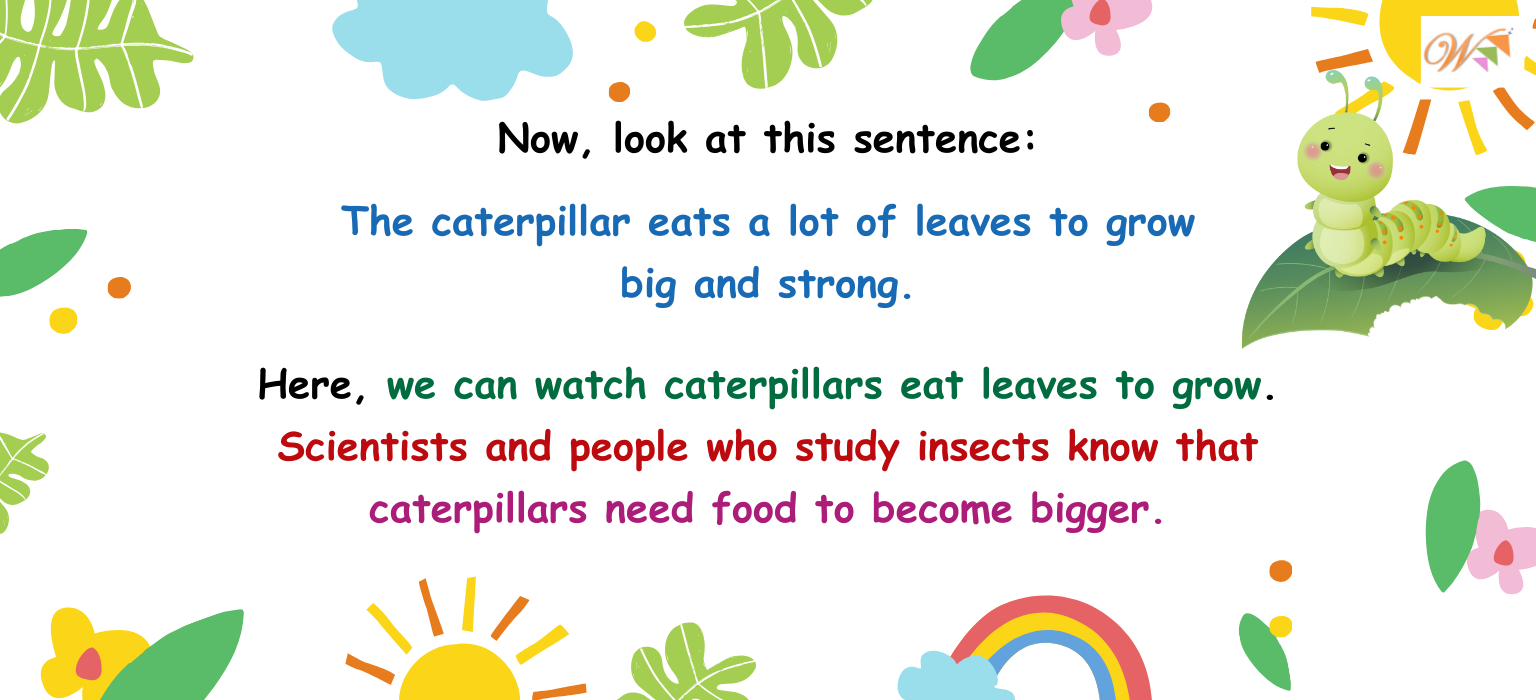 W
Now, look at this sentence:
The caterpillar eats a lot of leaves to grow
big and strong.
Here, we can watch caterpillars eat leaves to grow.
Scientists and people who study insects know that
caterpillars need food to become bigger.